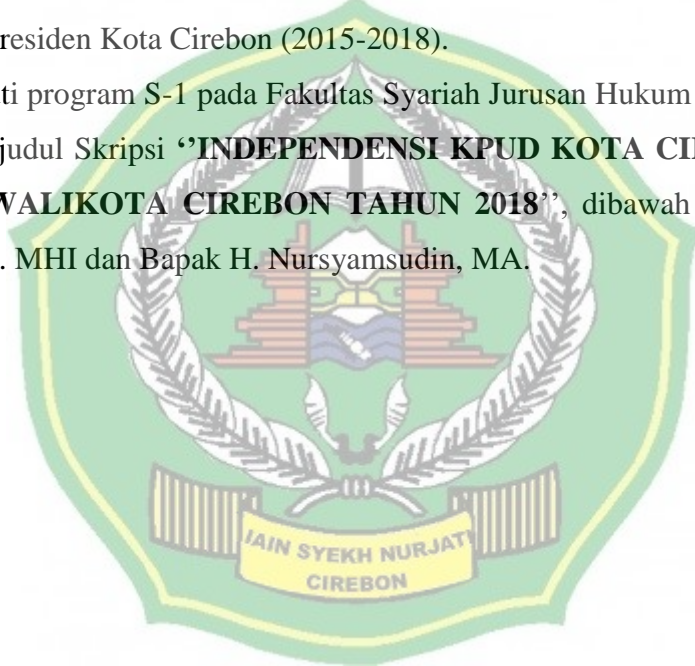 residen Kota Cirebon (2015-2018).
ti program S-1 pada Fakultas Syariah Jurusan Hukum
judul Skripsi ‘’INDEPENDENSI KPUD KOTA CI
WALIKOTA CIREBON TAHUN 2018’’, dibawah
. MHI dan Bapak H. Nursyamsudin, MA.
IAIN SYEKH NURJATI
CIREBON